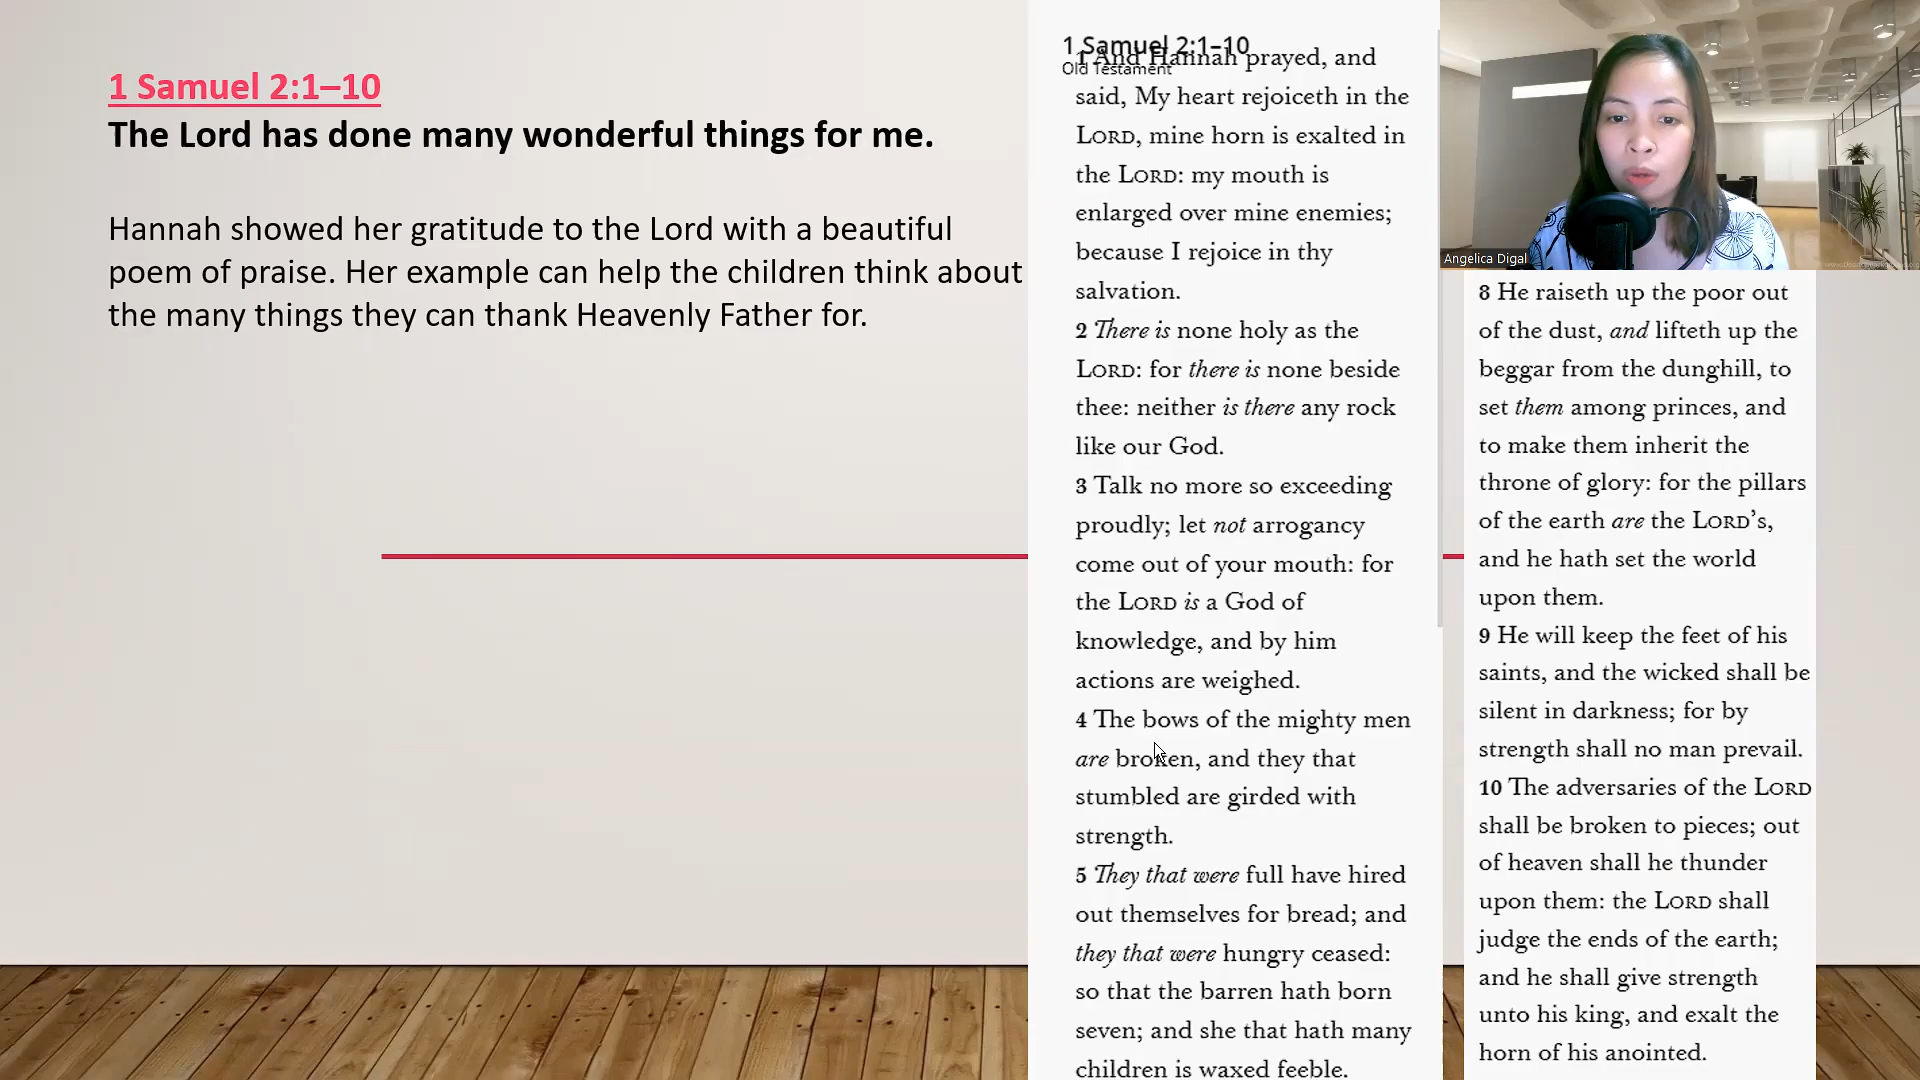 1 Samuel 2:1–10
The Lord has done many wonderful things for me.
Hannah showed her gratitude to the Lord with a beautiful
poem of praise. Her example can help the children think about
the many things they can thank Heavenly Father for.
1 Samuel 2:1–10
Old Testament
1 And Hannah prayed, and
said, My heart rejoiceth in the
LORD, mine horn is exalted in
the LORD: my mouth is
enlarged over mine enemies;
because I rejoice in thy
salvation.
2 There is none holy as the
LORD: for there is none beside
thee: neither is there any rock
like our God.
3 Talk no more so exceeding
proudly; let not arrogancy
come out of your mouth: for
the LORD is a God of
knowledge, and by him
actions are weighed.
4 The bows of the mighty men
are broken, and they that
stumbled are girded with
strength.
5 They that were full have hired
out themselves for bread; and
they that were hungry ceased:
so that the barren hath born
seven; and she that hath many
children is waxed feeble.
Angelica Digal
8 He raiseth up the poor out
of the dust, and lifteth up the
beggar from the dunghill, to
set them among princes, and
to make them inherit the
throne of glory: for the pillars
of the earth are the LORD's,
and he hath set the world
upon them.
9 He will keep the feet of his
saints, and the wicked shall be
silent in darkness; for by
strength shall no man prevail.
10 The adversaries of the LORD
shall be broken to pieces; out
of heaven shall he thunder
upon them: the LORD shall
judge the ends of the earth;
and he shall give strength
unto his king, and exalt the
horn of his anointed.